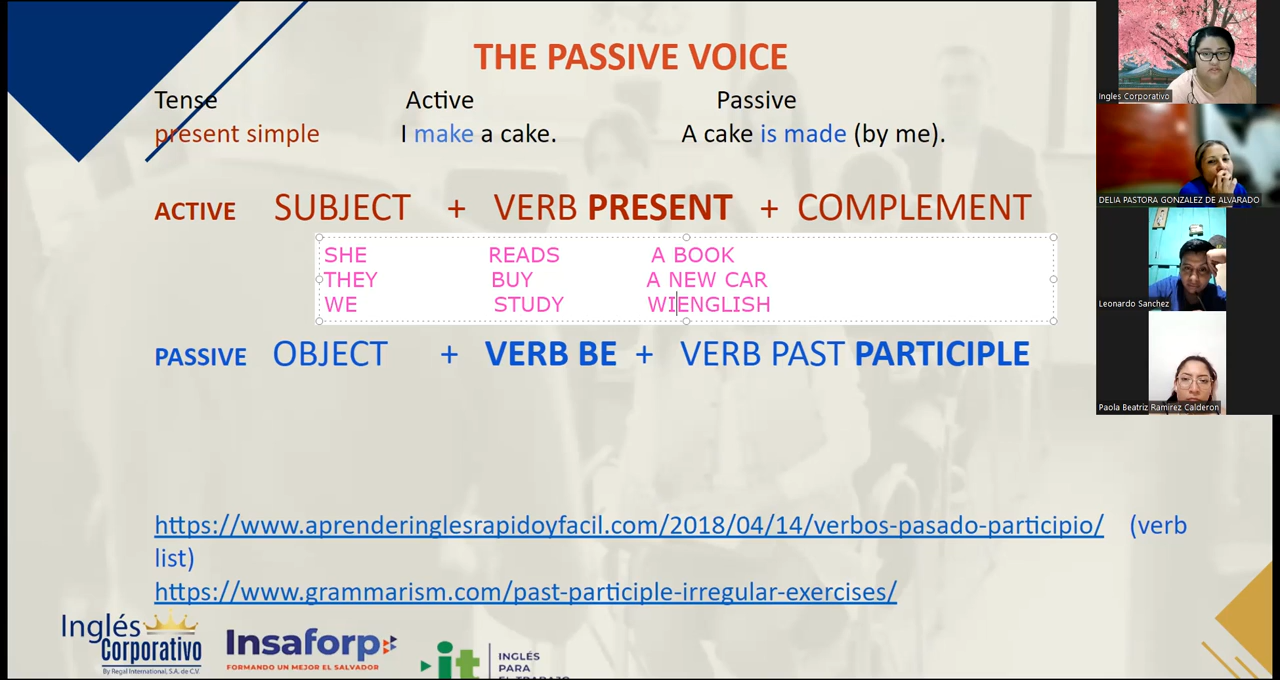 THE PASSIVE VOICE
Tense Active Passive
present simple I make a cake. A cake is made (by me).
ACTIVE SUBJECT + VERB PRESENT + COMPLEMENT
SHE READS A BOOK
THEY BUY A NEW CAR
WE STUDY WIENGLISH
PASSIVE OBJECT + VERB BE + VERB PAST PARTICIPLE
https://www.aprenderinglesrapidoyfacil.com/2018/04/14/verbos-pasado-participio/ (verb
list)
https://www.grammarism.com/past-participle-irregular-exercises/
Inglés
Corporativo
By Regal International, S.A. de C.V.
Insaforp
FORMANDO UN MEJOR EL SALVADOR
it
INGLÉS
PARA
EL TRABAJO
Ingles Corporativo
DELIA PASTORA GONZALEZ DE ALVARADO
Leonardo Sanchez
Paola Beatriz Ramirez Calderon